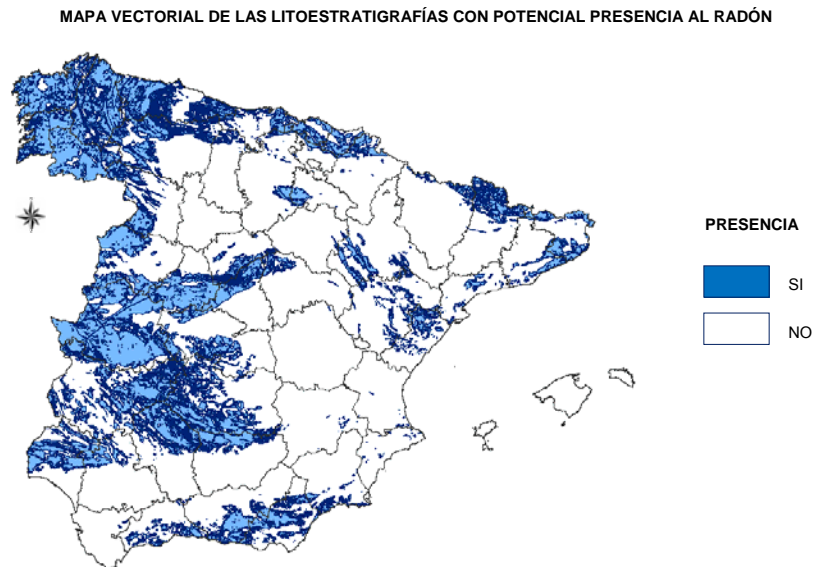 MAPA VECTORIAL DE LAS LITOESTRATIGRAFÍAS CON POTENCIAL PRESENCIA AL RADÓN
PRESENCIA
SI
NO